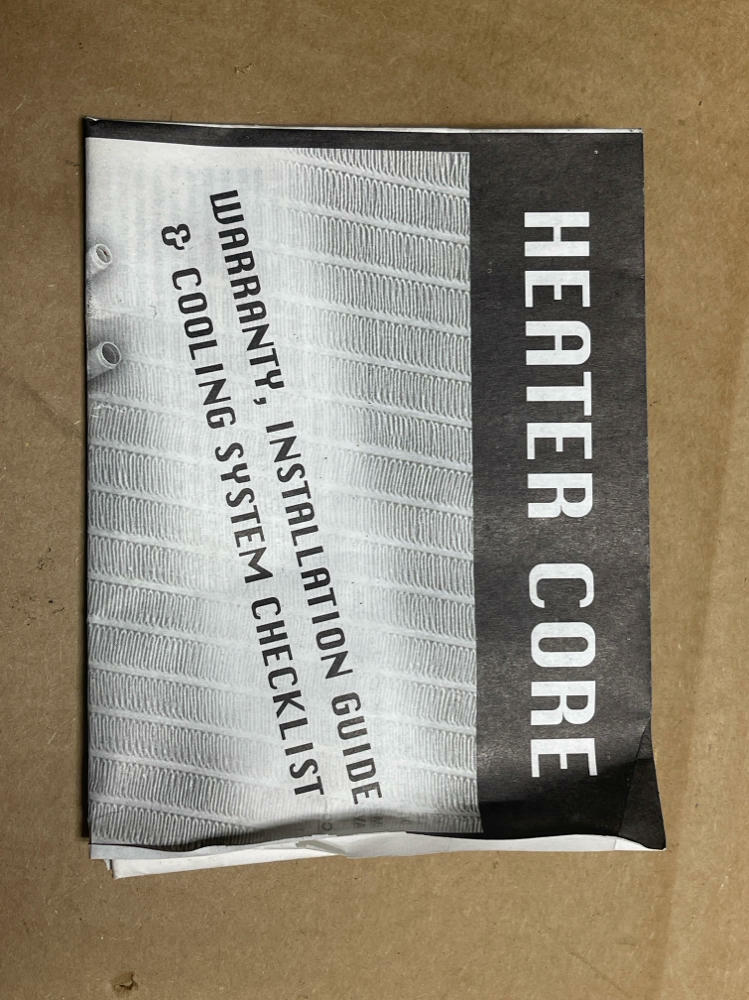 HEATER CORE
WARRANTY, INSTALLATION GUIDE
& COOLING SYSTEM CHECKLIST